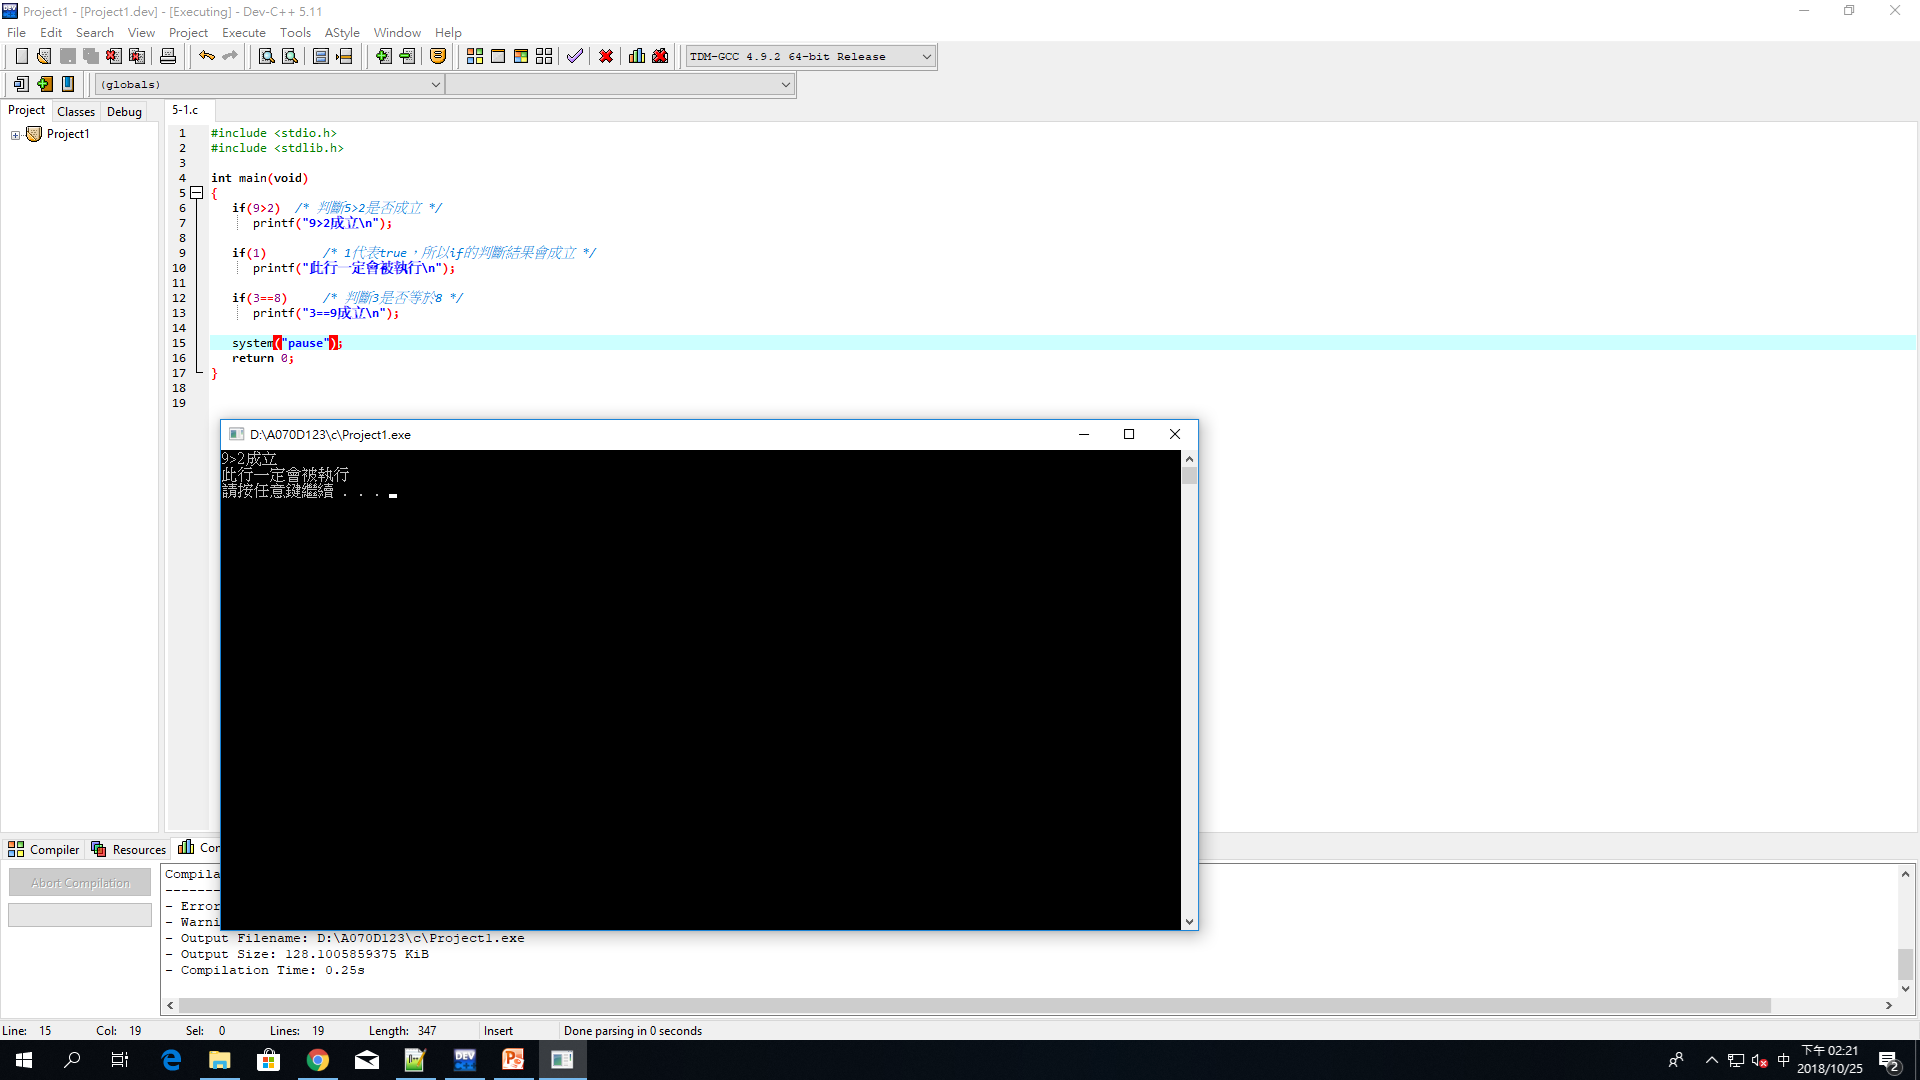 Project1 - [Project1.dev] - [Executing] - Dev-C++ 5.11
File Edit Search View Project Execute Tools AStyle Window Help
TDM-GCC 4.9.2 64-bit Release
(globals)
Project Classes Debug
Project1
5-1.c
1 #include <stdio.h>
2 #include <stdlib.h>
3
4 int main(void)
5 {
6 if(9>2) /* 判斷5>2是否成立 */
7 printf("9>2成立\n");
8
9 if(1) /* 1代表true，所以if的判斷結果會成立 */
10 printf("此行一定會被執行\n");
11
12 if(3==8) /* 判斷3是否等於8 */
13 printf("3==9成立\n");
14
15 system("pause");
16 return 0;
17 }
18
19
D:\A070D123\c\Project1.exe
9>2成立
此行一定會被執行
請按任意鍵繼續 . . .
Compiler Resources
Abort Compilation
- Output Filename: D:\A070D123\c\Project1.exe
- Output Size: 128.1005859375 KiB
- Compilation Time: 0.25s
Line: 15 Col: 19 Sel: 0 Lines: 19 Length: 347 Insert Done parsing in 0 seconds
中
下午 02:21
2018/10/25
2